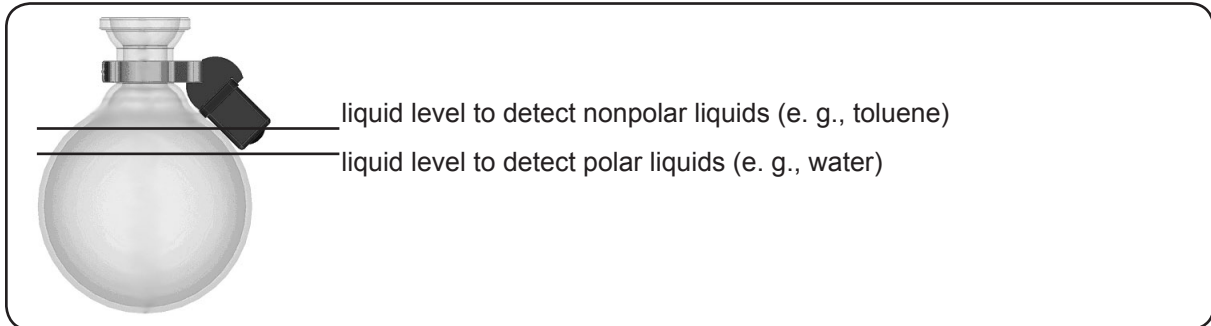 liquid level to detect nonpolar liquids (e. g., toluene)
liquid level to detect polar liquids (e. g., water)